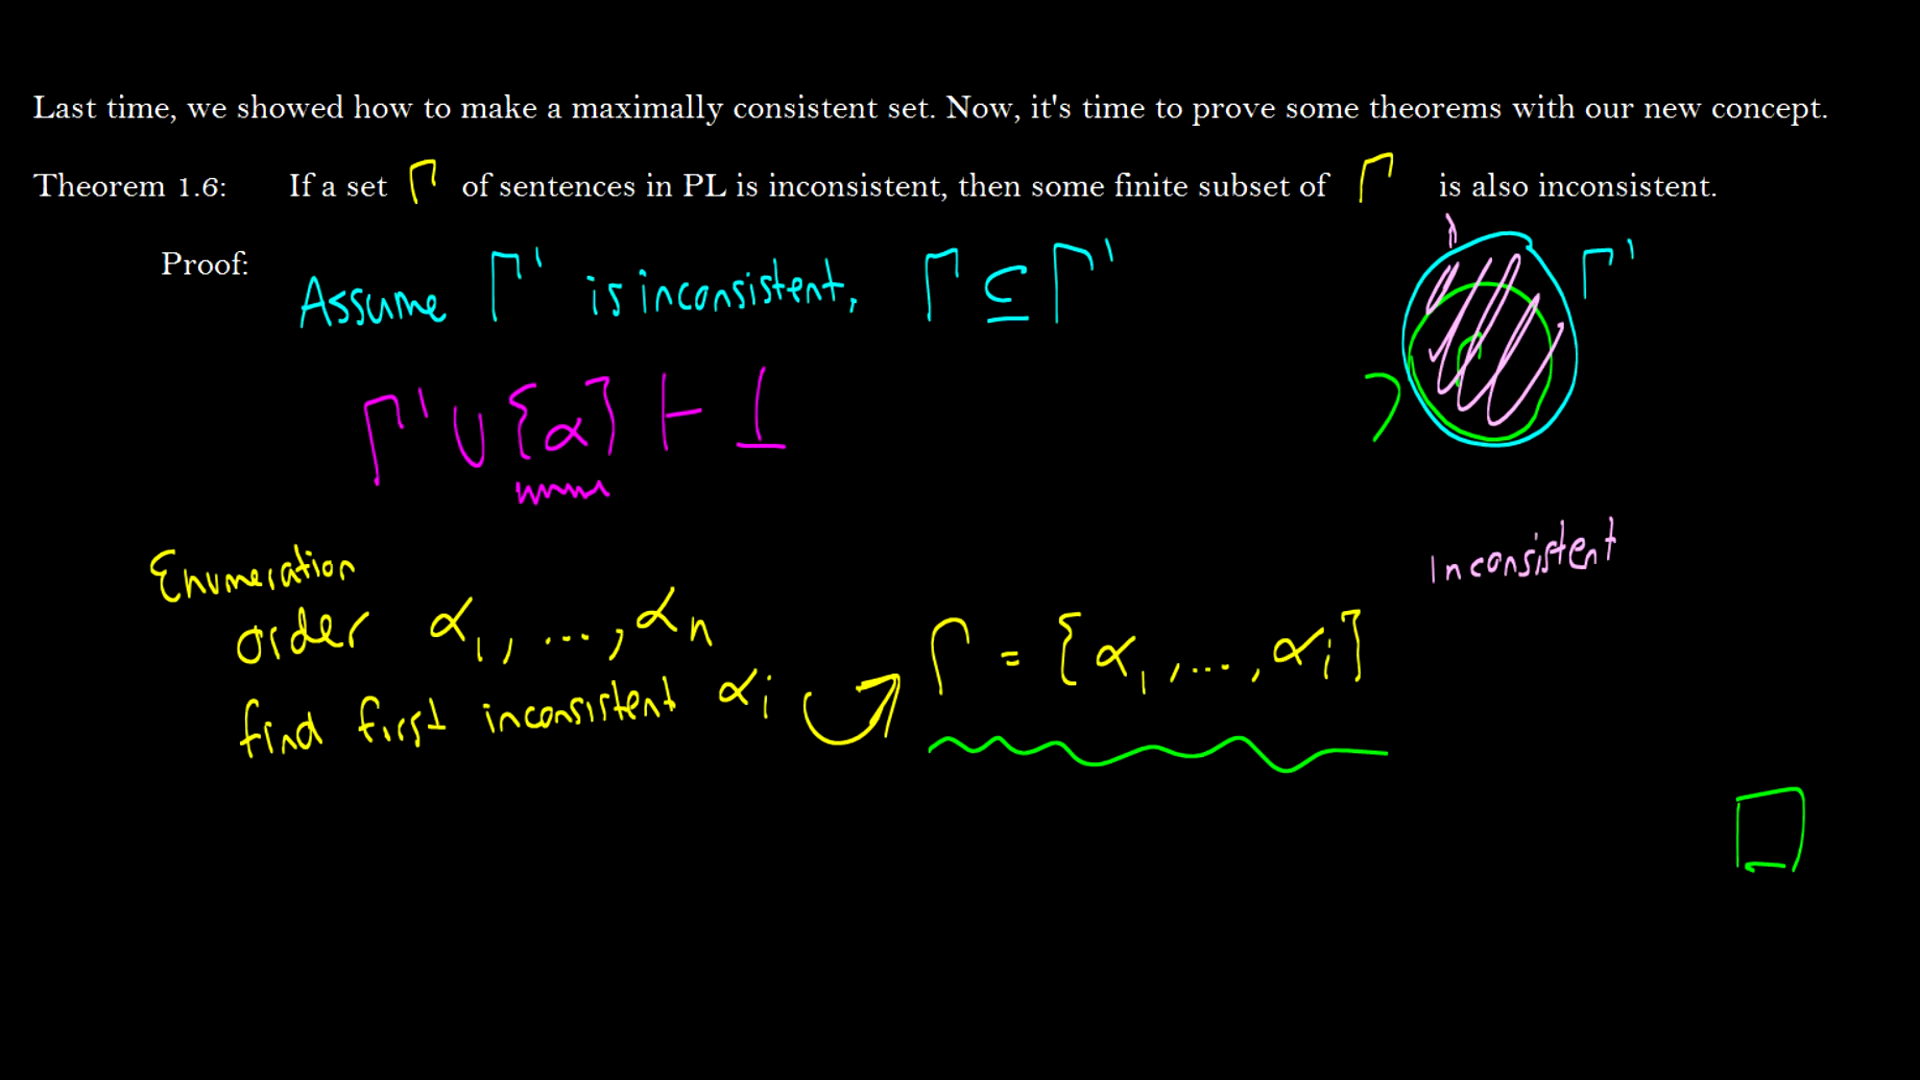 Last time, we showed how to make a maximally consistent set. Now, it's time to prove some theorems with our new concept.
Theorem 1.6: If a set Γ of sentences in PL is inconsistent, then some finite subset of Γ is also inconsistent.
Proof: Assume Γ' is inconsistent, Γ ⊆ Γ'
Γ'
Γ
Γ' ∪ {α} ⊢ ⊥
Inconsistent
Enumeration
order α₁, ..., αₙ
find first inconsistent αᵢ
Γ = {α₁, ..., αᵢ}